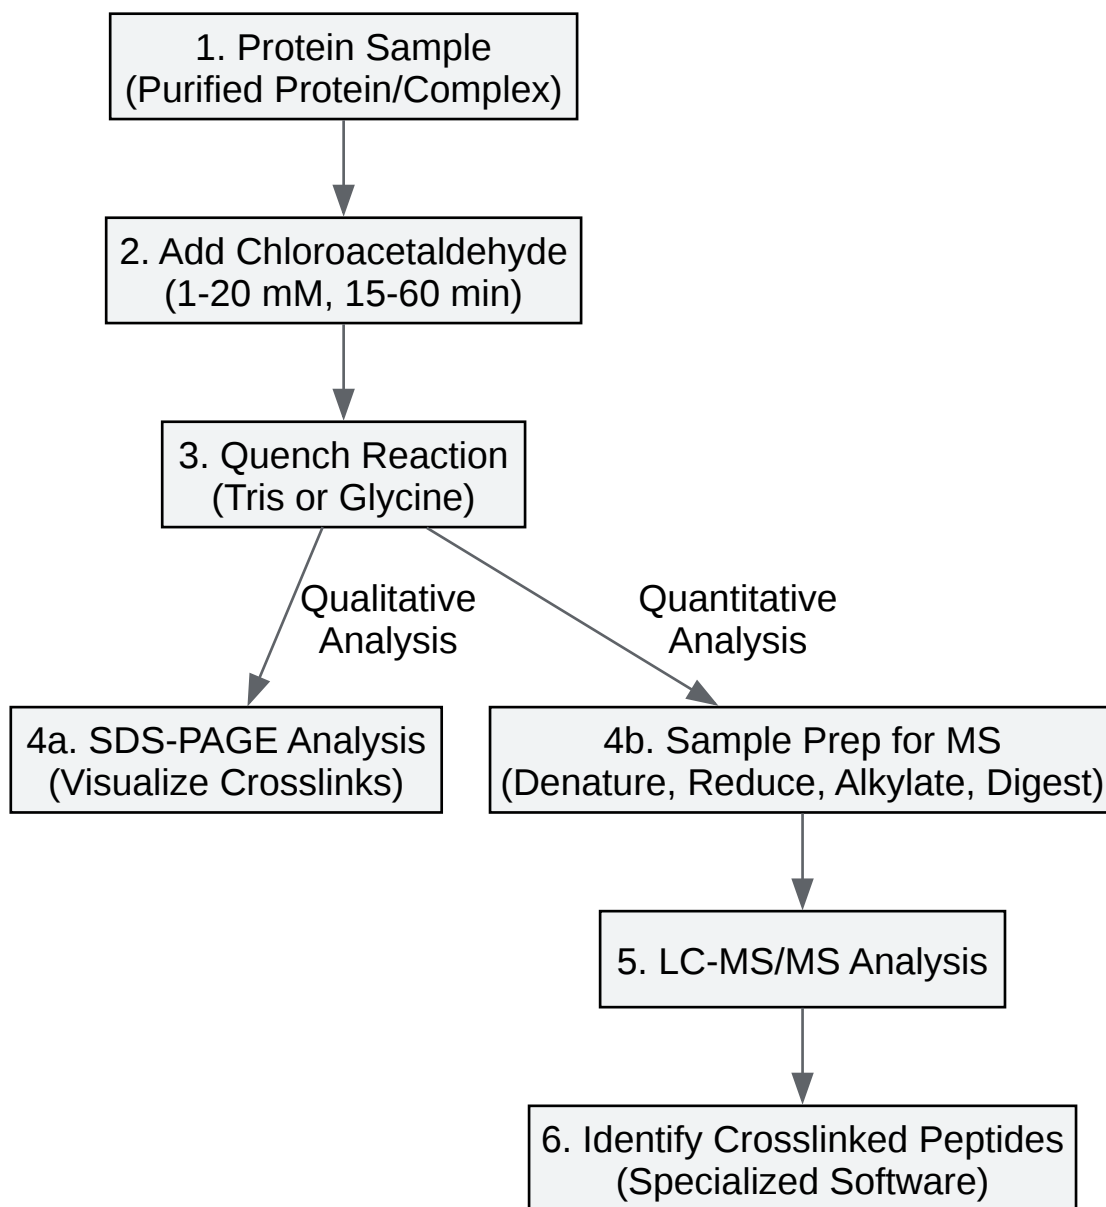 1. Protein Sample
(Purified Protein/Complex)
2. Add Chloroacetaldehyde
(1-20 mM, 15-60 min)
3. Quench Reaction
(Tris or Glycine)
Qualitative
Analysis
Quantitative
Analysis
4a. SDS-PAGE Analysis
(Visualize Crosslinks)
4b. Sample Prep for MS
(Denature, Reduce, Alkylate, Digest)
5. LC-MS/MS Analysis
6. Identify Crosslinked Peptides
(Specialized Software)